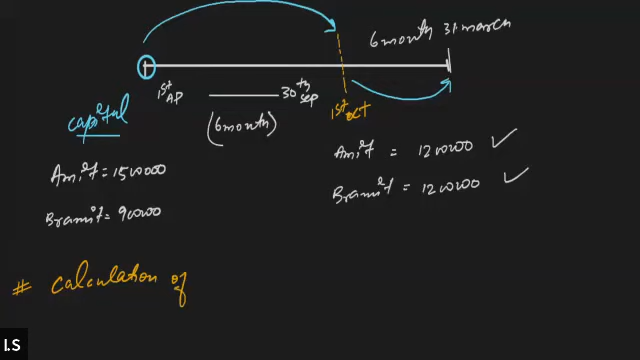 6 month 31 march
1st AP
30th sep
1st oct
(6 month)
capital
Amit = 1500000
Bramit = 90000
Amit = 1200000
Bramit = 1200000
# Calculation of
I.S